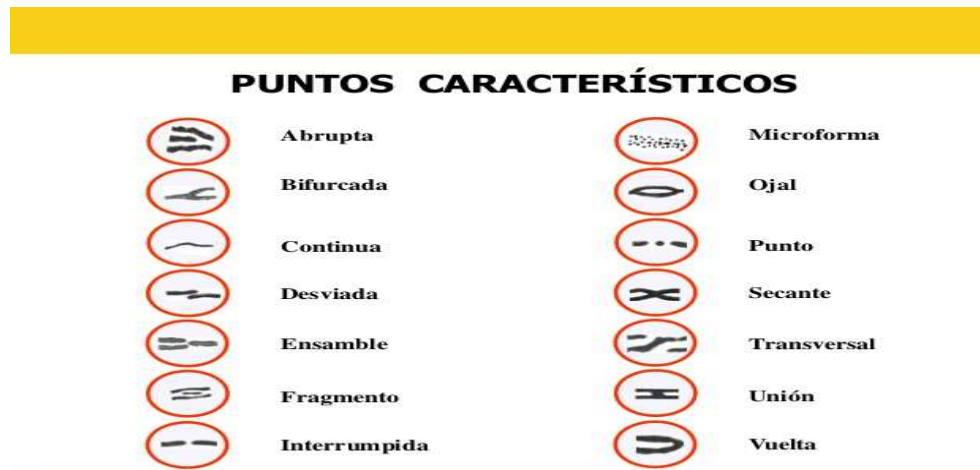 PUNTOS CARACTERÍSTICOS
Abrupta
Bifurcada
Continua
Desviada
Ensamble
Fragmento
Interrumpida
Microforma
Ojal
Punto
Secante
Transversal
Unión
Vuelta